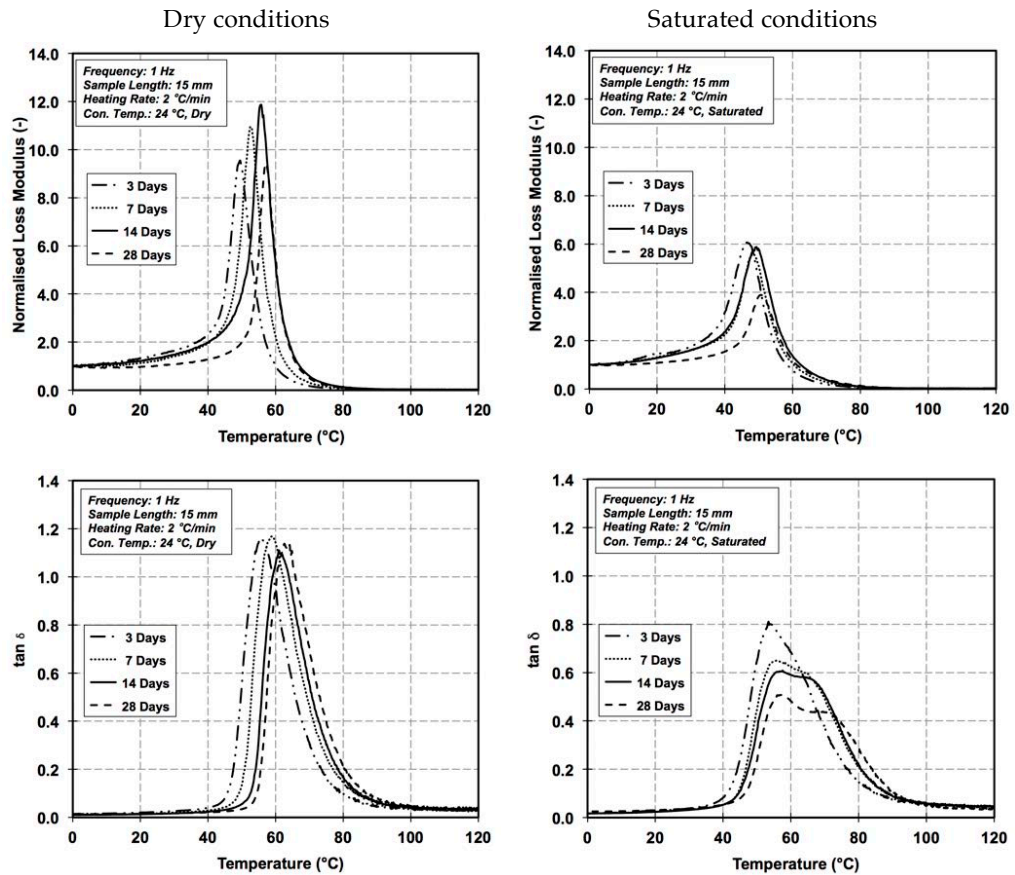 Dry conditions
Saturated conditions
Normalised Loss Modulus (-)
14.0
12.0
10.0
8.0
6.0
4.0
2.0
0.0
Frequency: 1 Hz
Sample Length: 15 mm
Heating Rate: 2 °C/min
Con. Temp.: 24 °C, Dry
3 Days
7 Days
14 Days
28 Days
0 20 40 60 80 100 120
Temperature (°C)
Normalised Loss Modulus (-)
14.0
12.0
10.0
8.0
6.0
4.0
2.0
0.0
Frequency: 1 Hz
Sample Length: 15 mm
Heating Rate: 2 °C/min
Con. Temp.: 24 °C, Saturated
3 Days
7 Days
14 Days
28 Days
0 20 40 60 80 100 120
Temperature (°C)
tan δ
1.4
1.2
1.0
0.8
0.6
0.4
0.2
0.0
Frequency: 1 Hz
Sample Length: 15 mm
Heating Rate: 2 °C/min
Con. Temp.: 24 °C, Dry
3 Days
7 Days
14 Days
28 Days
0 20 40 60 80 100 120
Temperature (°C)
tan δ
1.4
1.2
1.0
0.8
0.6
0.4
0.2
0.0
Frequency: 1 Hz
Sample Length: 15 mm
Heating Rate: 2 °C/min
Con. Temp.: 24 °C, Saturated
3 Days
7 Days
14 Days
28 Days
0 20 40 60 80 100 120
Temperature (°C)